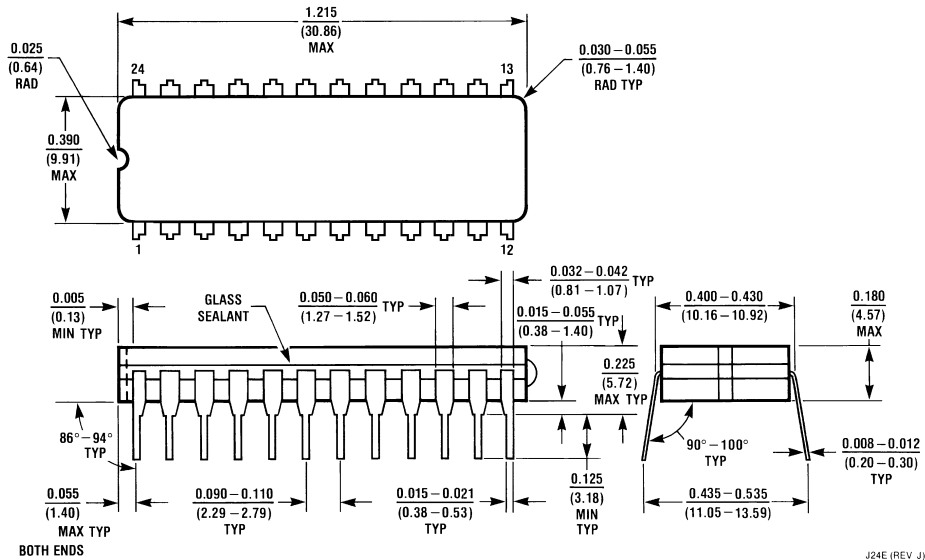 1.215
(30.86)
MAX
0.025
(0.64)
RAD
24
13
0.030 – 0.055
(0.76 – 1.40)
RAD TYP
0.390
(9.91)
MAX
1
12
0.005
(0.13)
MIN TYP
GLASS
SEALANT
0.050 – 0.060 TYP
(1.27 – 1.52)
0.032 – 0.042 TYP
(0.81 – 1.07)
0.015 – 0.055 TYP
(0.38 – 1.40)
0.225
(5.72)
MAX TYP
0.400 – 0.430
(10.16 – 10.92)
0.180
(4.57)
MAX
86°–94°
TYP
90°–100°
TYP
0.008 – 0.012
(0.20 – 0.30)
TYP
0.055
(1.40)
MAX TYP
BOTH ENDS
0.090 – 0.110
(2.29 – 2.79)
TYP
0.015 – 0.021
(0.38 – 0.53)
TYP
0.125
(3.18)
MIN
TYP
0.435 – 0.535
(11.05 – 13.59)
J24E (REV J)